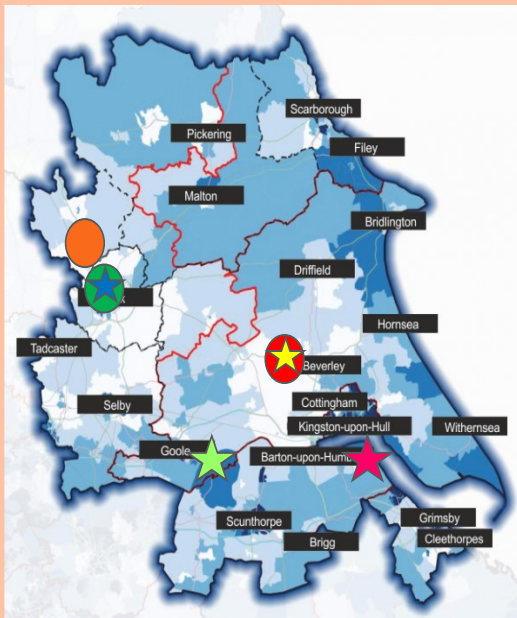 Scarborough
Pickering
Filey
Malton
Bridlington
Driffield
Hornsea
Tadcaster
Beverley
Selby
Cottingham
Kingston-upon-Hull
Withernsea
Goole
Barton-upon-Humb
Scunthorpe
Grimsby
Brigg
Cleethorpes